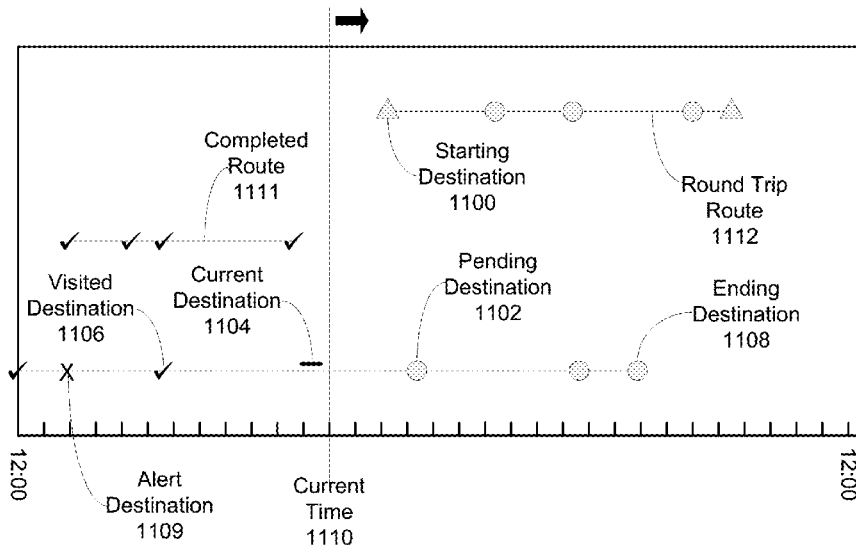 Completed
Route
1111
Starting
Destination
1100
Round Trip
Route
1112
Visited
Destination
1106
Current
Destination
1104
Pending
Destination
1102
Ending
Destination
1108
12:00
12:00
Alert
Destination
1109
Current
Time
1110